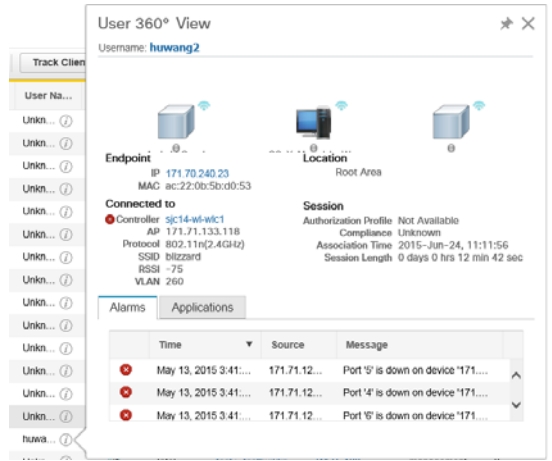 User 360° View
Username: huwang2
Track Clien
User Na...
Unkn...
Unkn...
Unkn...
Unkn...
Unkn...
Unkn...
Unkn...
Unkn...
Unkn...
Unkn...
Unkn...
Unkn...
Unkn...
Unkn...
huwa...
Endpoint
IP 171.70.240.23
MAC ac:22:0b:5b:d0:53
Location
Root Area
Connected to
Controller sjc14-wl-wlc1
AP 171.71.133.118
Protocol 802.11n(2.4GHz)
SSID blizzard
RSSI -75
VLAN 260
Session
Authorization Profile Not Available
Compliance Unknown
Association Time 2015-Jun-24, 11:11:56
Session Length 0 days 0 hrs 12 min 42 sec
Alarms Applications
Time Source Message
May 13, 2015 3:41:... 171.71.12... Port '5' is down on device '171....
May 13, 2015 3:41:... 171.71.12... Port '4' is down on device '171....
May 13, 2015 3:41:... 171.71.12... Port '6' is down on device '171....